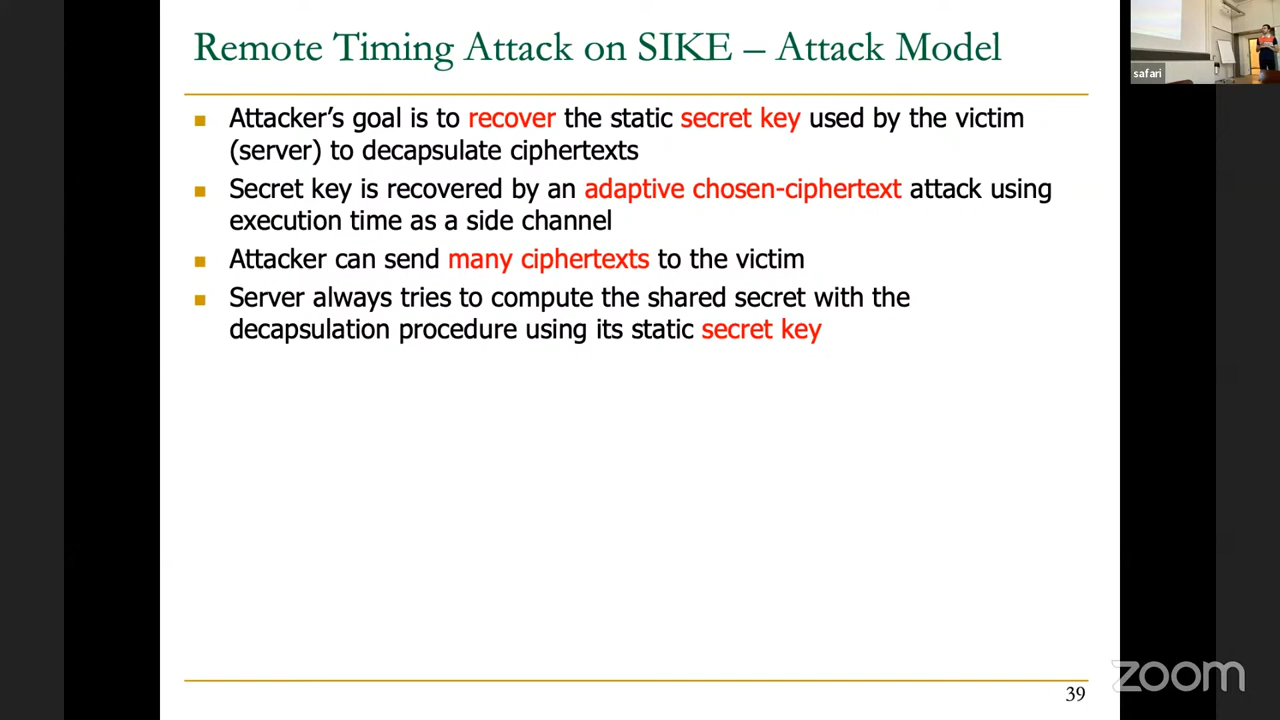 Remote Timing Attack on SIKE – Attack Model
safari
Attacker's goal is to recover the static secret key used by the victim
(server) to decapsulate ciphertexts
Secret key is recovered by an adaptive chosen-ciphertext attack using
execution time as a side channel
Attacker can send many ciphertexts to the victim
Server always tries to compute the shared secret with the
decapsulation procedure using its static secret key
zoom
39